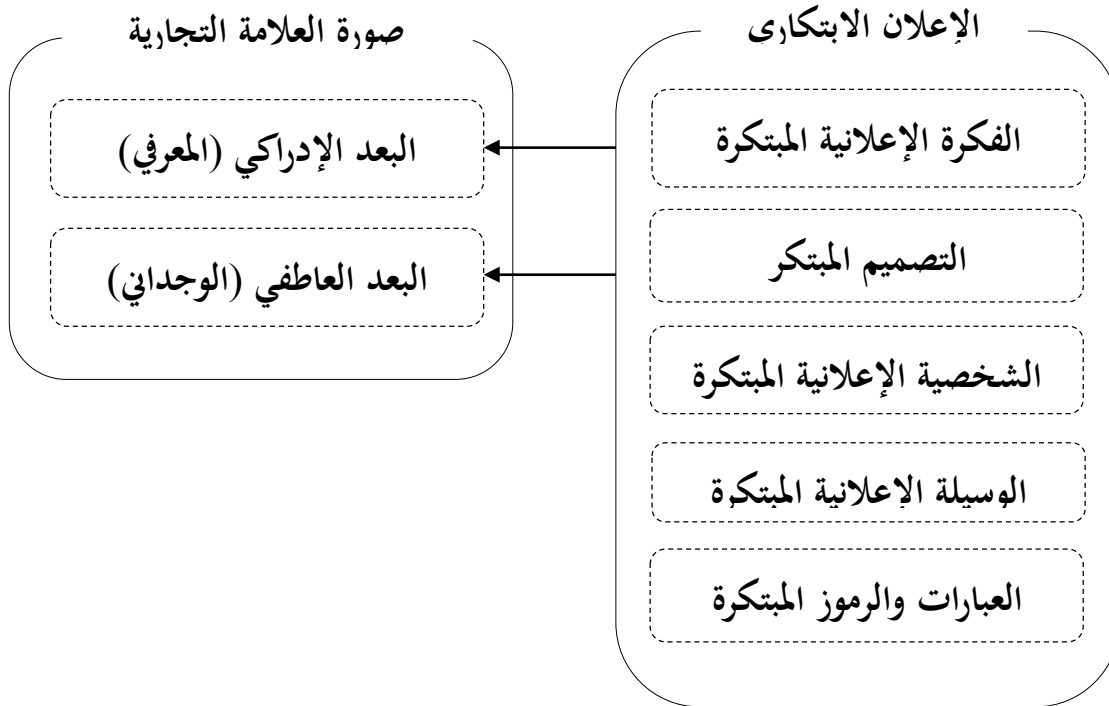 الإعلان الابتكارى
الفكرة الإعلانية المبتكرة
التصميم المبتكر
الشخصية الإعلانية المبتكرة
الوسيلة الإعلانية المبتكرة
العبارات والرموز المبتكرة
صورة العلامة التجارية
البعد الإدراكي (المعرفي)
البعد العاطفي (الوجداني)